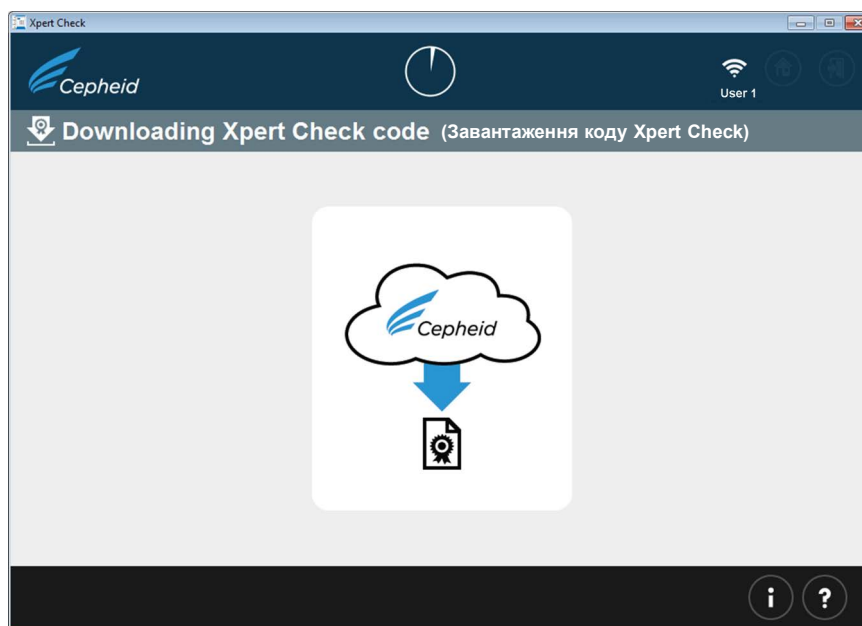 Xpert Check
Cepheid
User 1
Downloading Xpert Check code (Завантаження коду Xpert Check)
Cepheid
i ?